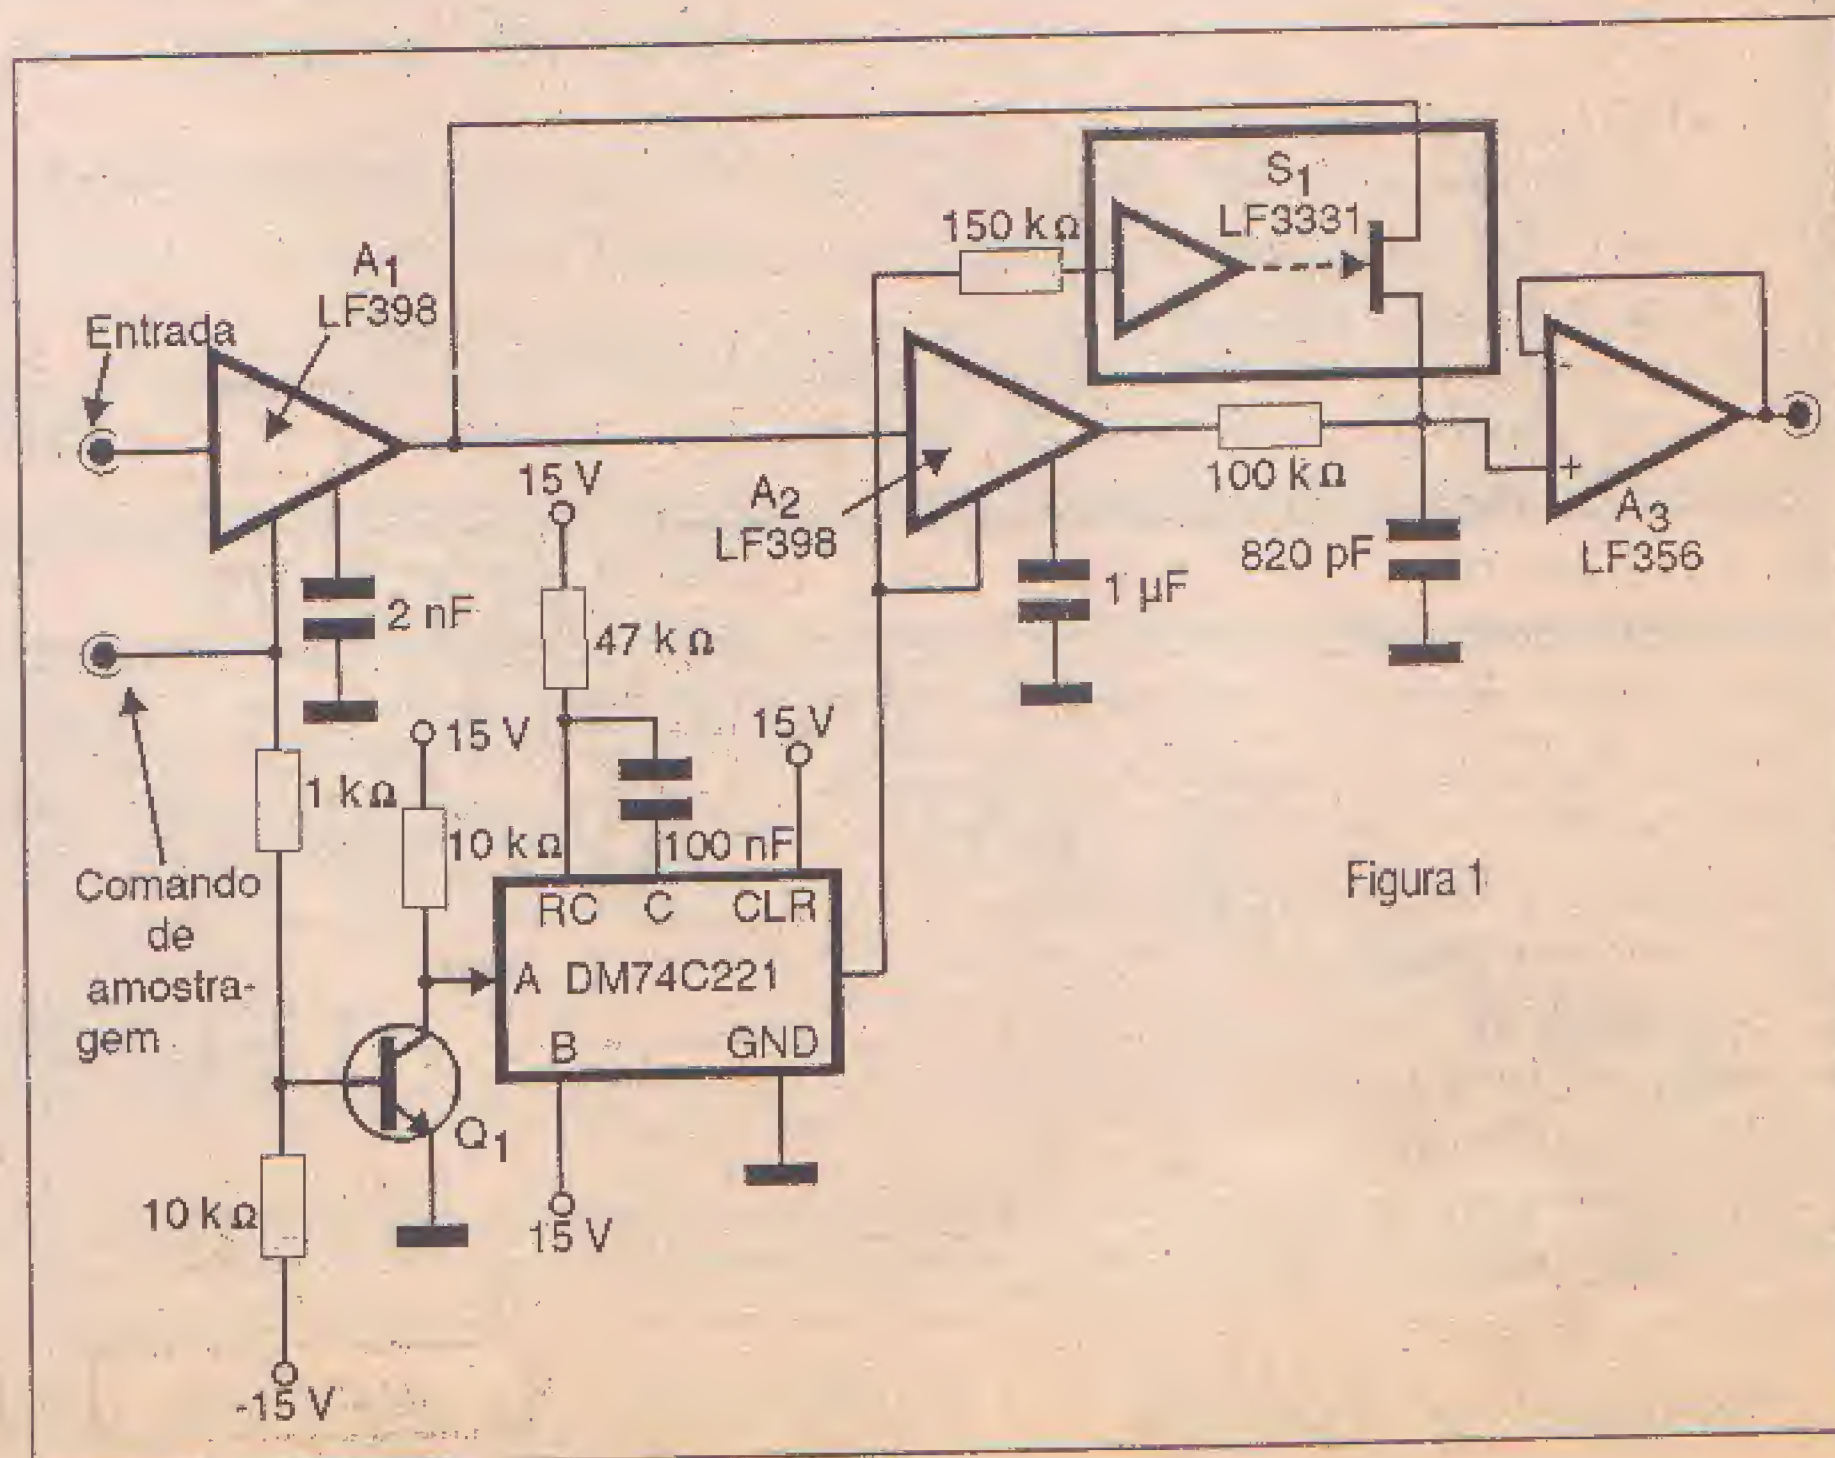 S1
LF3331
150 kΩ
A1
LF398
Entrada
-
+
15 V
A2
LF398
100 kΩ
A3
LF356
820 pF
1 µF
2 nF
47 kΩ
15 V
15 V
1 kΩ
10 kΩ
100 nF
Comando
de
amostra-
gem
RC
C
CLR
A
DM74C221
B
GND
Q1
10 kΩ
15 V
-15 V
Figura 1